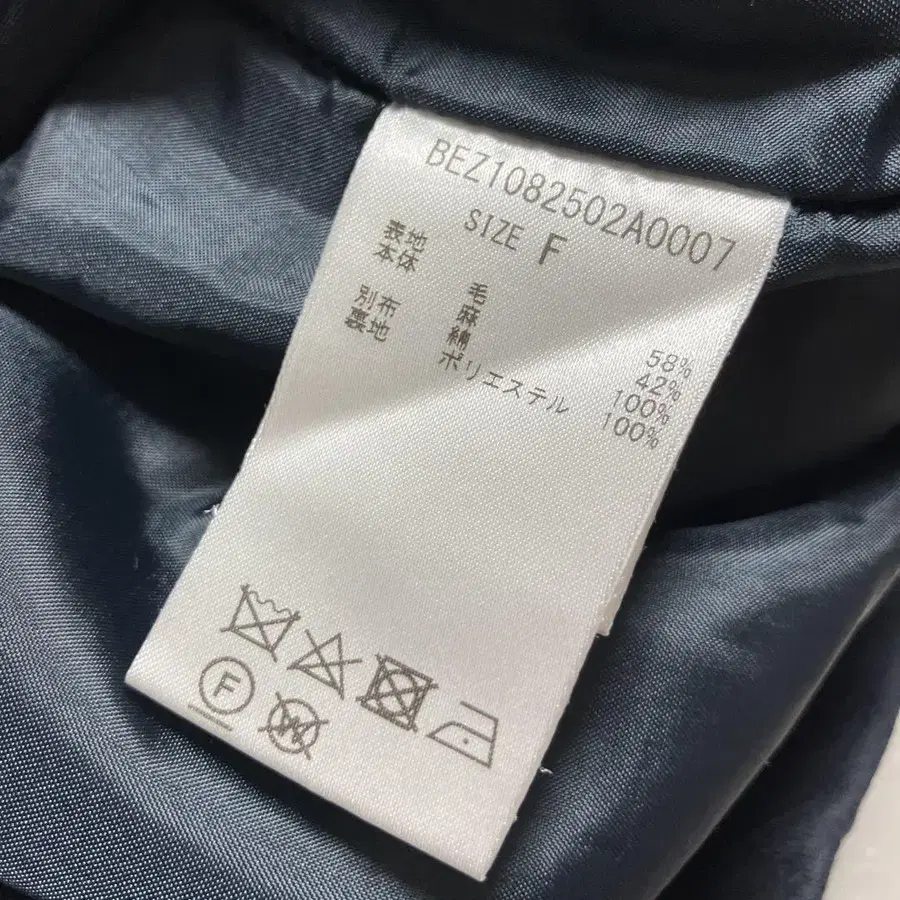 BEZ1082502A0007
SIZE F
表地
本体 毛 58%
麻 42%
別布 綿 100%
裏地 ポリエステル 100%
F
W